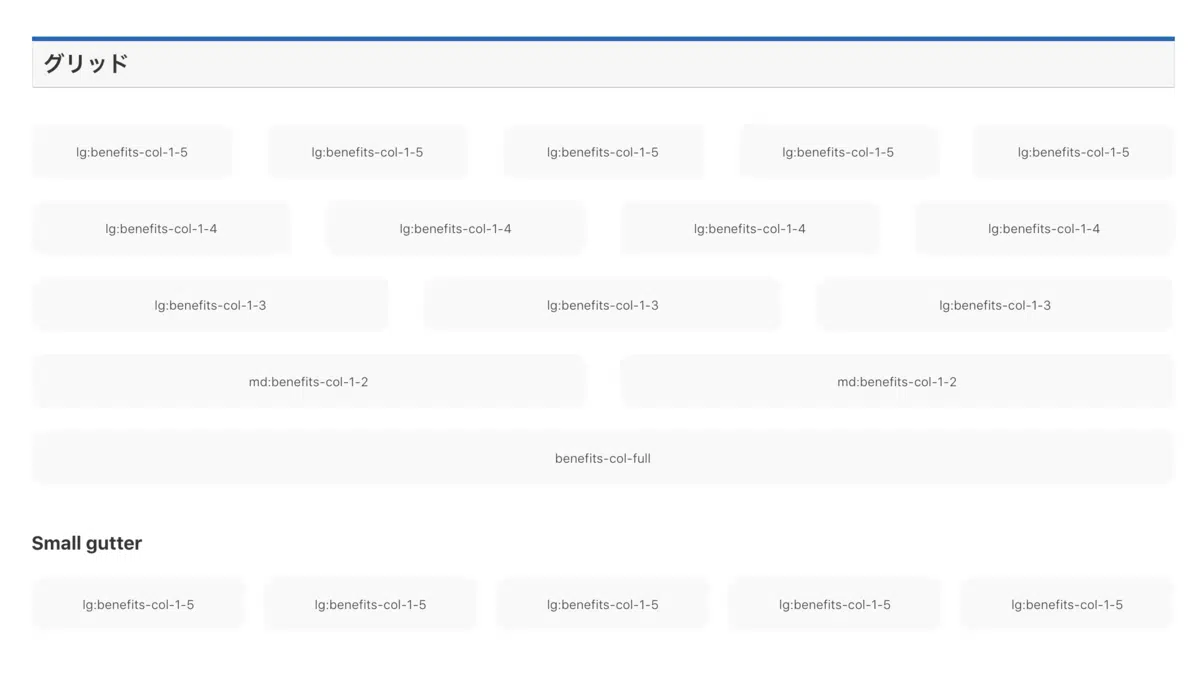 グリッド
lg:benefits-col-1-5 lg:benefits-col-1-5 lg:benefits-col-1-5 lg:benefits-col-1-5 lg:benefits-col-1-5
lg:benefits-col-1-4 lg:benefits-col-1-4 lg:benefits-col-1-4 lg:benefits-col-1-4
lg:benefits-col-1-3 lg:benefits-col-1-3 lg:benefits-col-1-3
md:benefits-col-1-2 md:benefits-col-1-2
benefits-col-full
Small gutter
lg:benefits-col-1-5 lg:benefits-col-1-5 lg:benefits-col-1-5 lg:benefits-col-1-5 lg:benefits-col-1-5